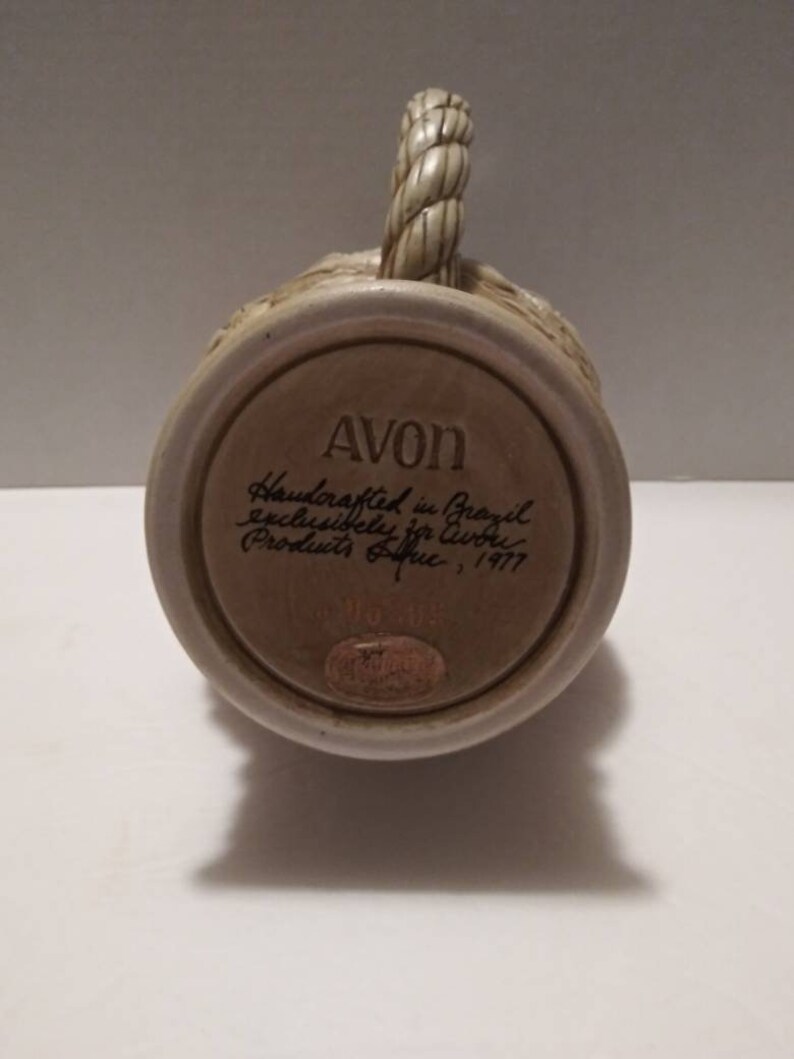 AVON
Handcrafted in Brazil
exclusively for Avon
Products Inc, 1977